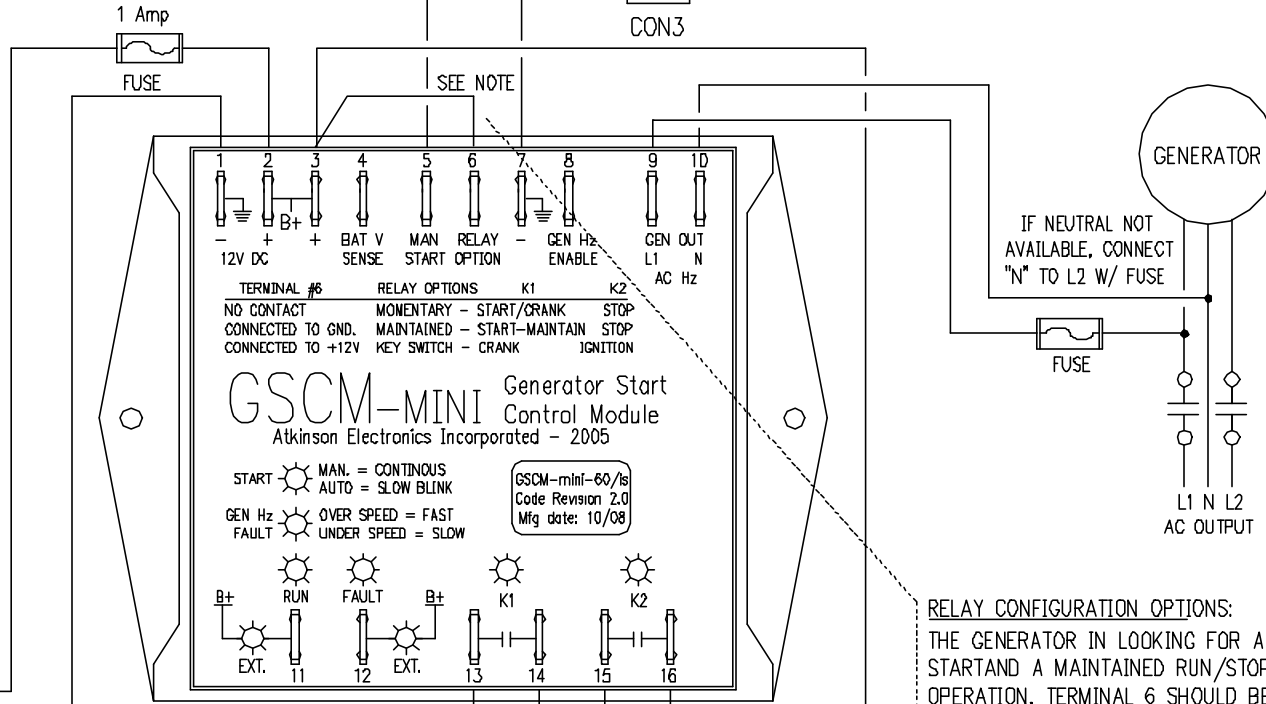 1 Amp
FUSE
CON3
SEE NOTE
1 2 3 4 5 6 7 8 9 10
B+
- + + BAT V MAN RELAY - GEN Hz GEN OUT
12V DC SENSE START OPTION ENABLE L1 N
AC Hz
TERMINAL #6 RELAY OPTIONS K1 K2
NO CONTACT MOMENTARY - START/CRANK STOP
CONNECTED TO GND. MAINTAINED - START-MAINTAIN STOP
CONNECTED TO +12V KEY SWITCH - CRANK IGNITION
GSCM-MINI
Generator Start
Control Module
Atkinson Electronics Incorporated - 2005
START
MAN. = CONTINOUS
AUTO = SLOW BLINK
GEN Hz
FAULT
OVER SPEED = FAST
UNDER SPEED = SLOW
GSCM-mini-60/ls
Code Revision 2.0
Mfg date: 10/08
B+ RUN FAULT B+ K1 K2
EXT. 11 12 EXT. 13 14 15 16
GENERATOR
IF NEUTRAL NOT
AVAILABLE, CONNECT
"N" TO L2 W/ FUSE
FUSE
L1 N L2
AC OUTPUT
RELAY CONFIGURATION OPTIONS:
THE GENERATOR IN LOOKING FOR A
STARTAND A MAINTAINED RUN/STOP
OPERATION. TERMINAL 6 SHOULD BE